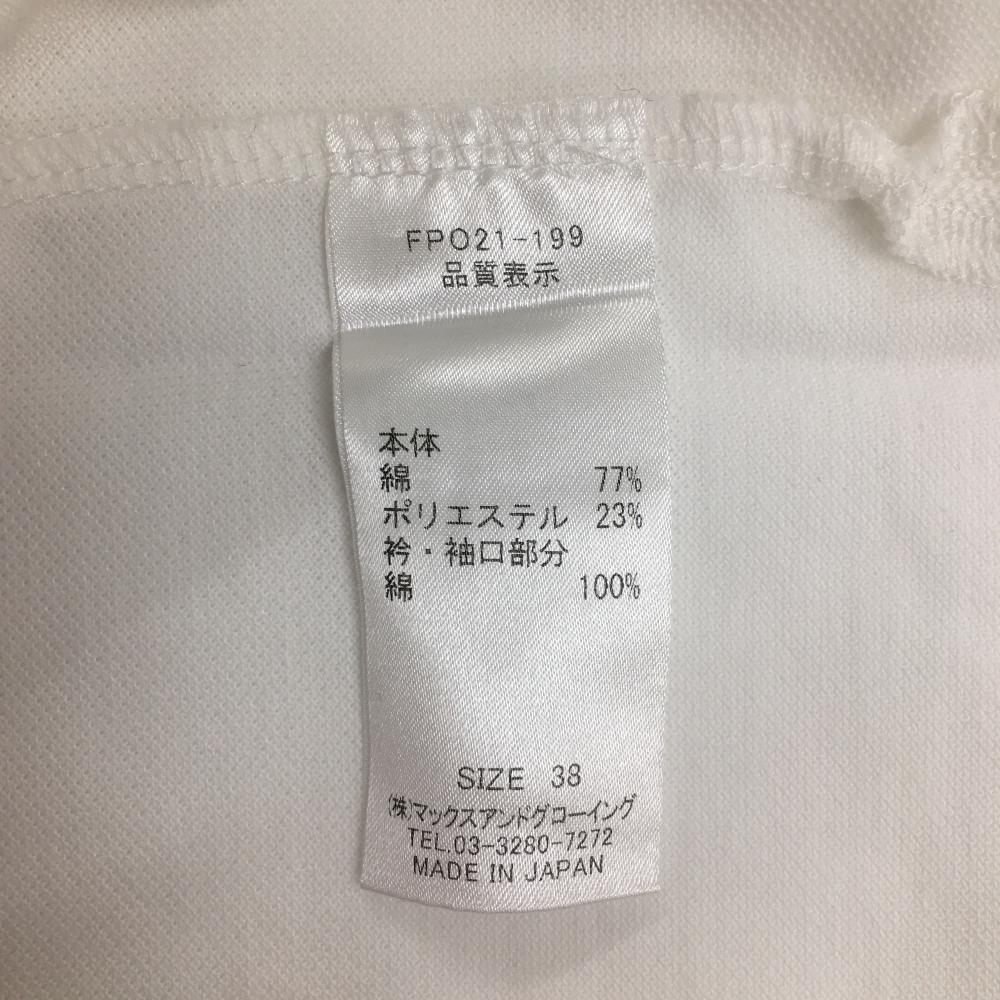 FPO21-199
品質表示
本体
綿 77%
ポリエステル 23%
衿・袖口部分
綿 100%
SIZE 38
(株)マックスアンドグコーイング
TEL.03-3280-7272
MADE IN JAPAN